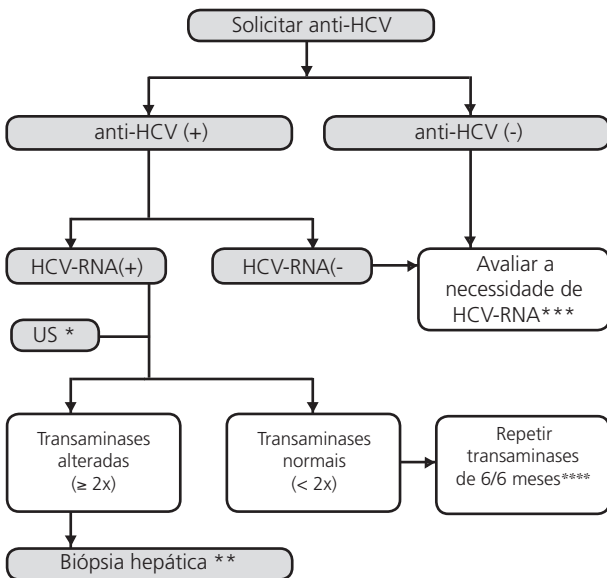 Solicitar anti-HCV
anti-HCV (+)
anti-HCV (-)
HCV-RNA(+)
HCV-RNA(-
Avaliar a
necessidade de
HCV-RNA***
US *
Transaminases
alteradas
(≥ 2x)
Transaminases
normais
(< 2x)
Repetir
transaminases
de 6/6 meses****
Biópsia hepática **